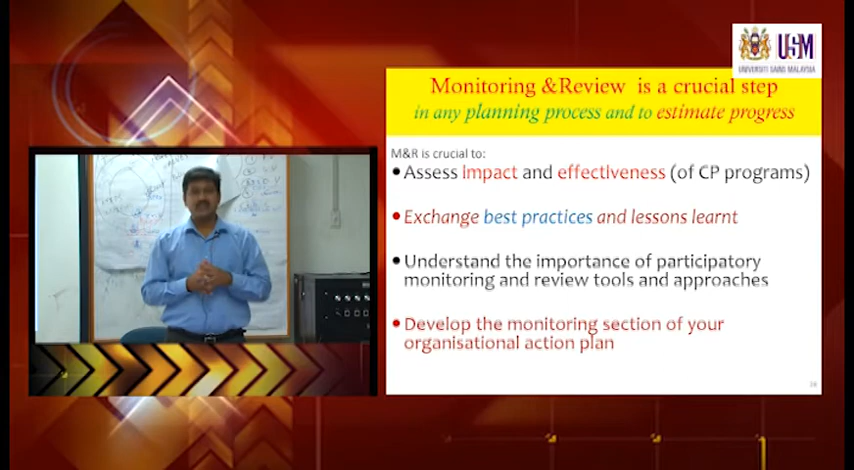 USM
UNIVERSITI SAINS MALAYSIA
Monitoring &Review is a crucial step
in any planning process and to estimate progress
M&R is crucial to:
•Assess impact and effectiveness (of CP programs)
•Exchange best practices and lessons learnt
•Understand the importance of participatory
monitoring and review tools and approaches
•Develop the monitoring section of your
organisational action plan